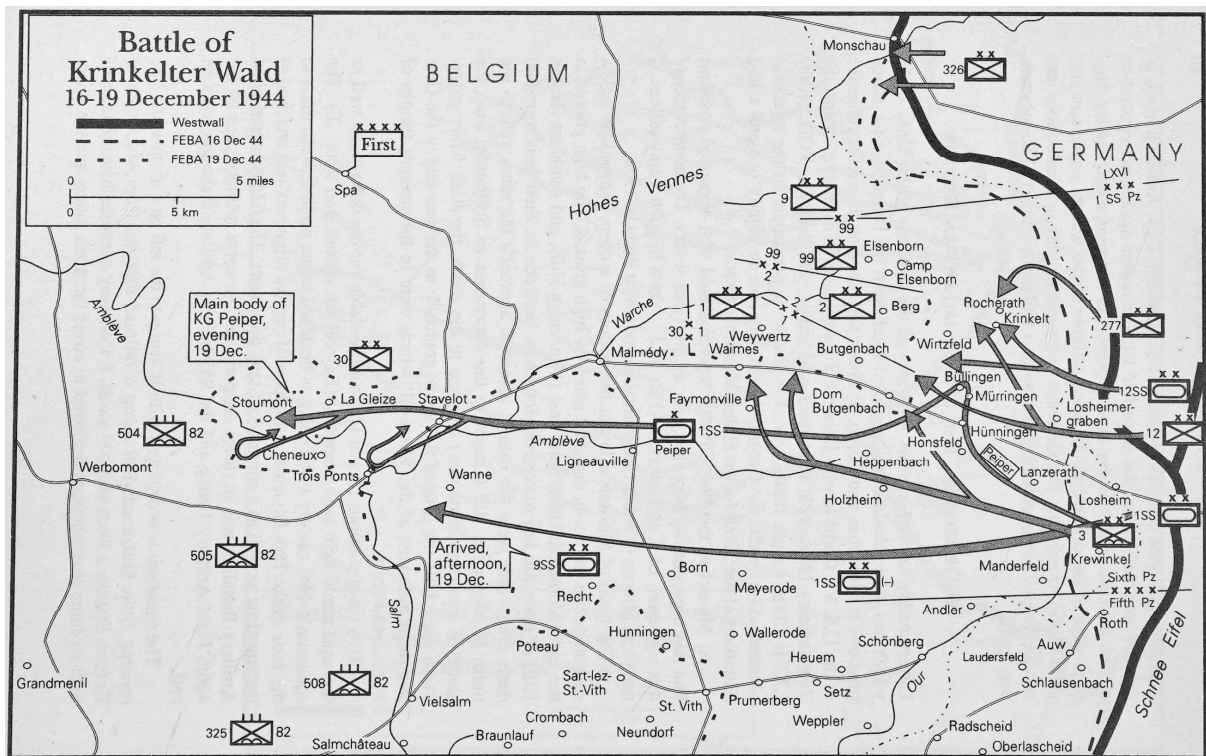 Battle of
Krinkelter Wald
16-19 December 1944
Westwall
FEBA 16 Dec 44
FEBA 19 Dec 44
0 5 miles
0 5 km
BELGIUM
GERMANY
Monschau
326
First
Spa
Hohes
Vennes
LXVI
I SS Pz
9
99
99
2
99
Elsenborn
Camp
Elsenborn
Berg
1
2
1
2
30
1
Weywertz
Warche
Rocherath
Krinkelt
277
Wirtzfeld
Butgenbach
Waimes
Malmédy
Amblève
Main body of
KG Peiper,
evening
19 Dec.
30
Stoumont
La Gleize
Stavelot
Faymonville
Dom
Butgenbach
Büllingen
Mürringen
12SS
Losheimer-
graben
12
504
82
Cheneux
Trois Ponts
Werbomont
Wanne
Amblève
Ligneauville
1SS
Peiper
Honsfeld
Hünningen
Heppenbach
Holzheim
Peiper
Lanzerath
Losheim
1SS
3
Krewinkel
505
82
Arrived,
afternoon,
19 Dec.
9SS
Recht
Born
Meyerode
1SS
(–)
Manderfeld
Sixth Pz
Fifth Pz
Andler
Roth
Salm
Poteau
Hunningen
Wallerode
Heuem
Schönberg
Setz
Auw
Laudersfeld
Schlausenbach
Schnee Eifel
Our
Grandmenil
508
82
Vielsalm
Sart-lez-
St.-Vith
St. Vith
Prumerberg
Weppler
Radscheid
Oberlascheid
325
82
Salmchâteau
Crombach
Braunlauf
Neundorf